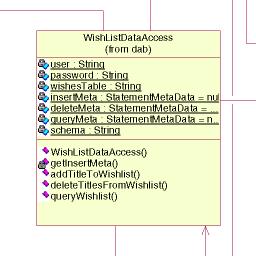 WishListDataAccess
(from dab)
user : String
password : String
wishesTable : String
insertMeta : StatementMetaData = nul
deleteMeta : StatementMetaData = ...
queryMeta : StatementMetaData = n...
schema : String
WishListDataAccess()
getInsertMeta()
addTitleToWishlist()
deleteTitlesFromWishlist()
queryWishlist()